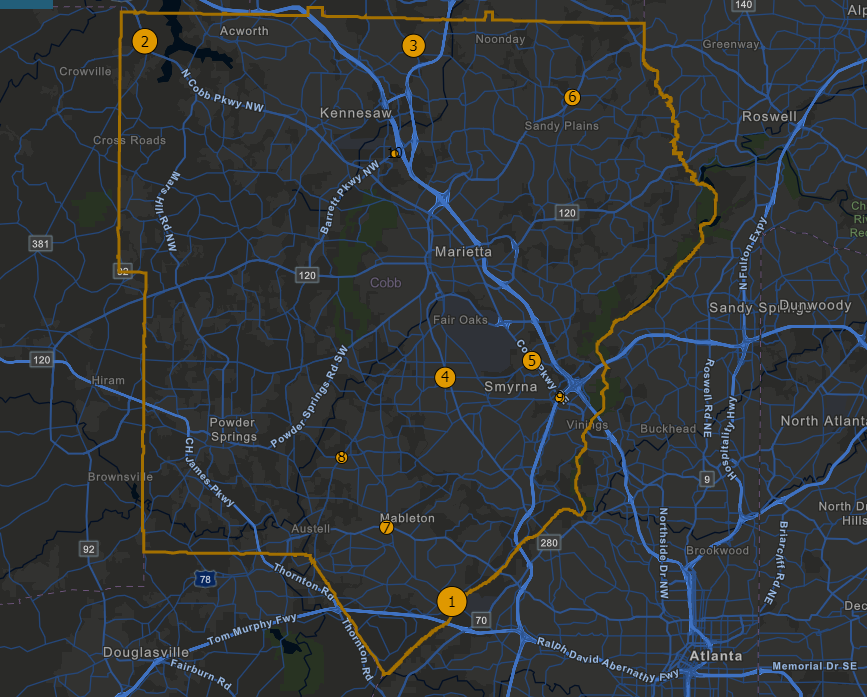 140
Alp
Acworth
2
3
Noonday
Greenway
Crowville
N Cobb Pkwy NW
6
Kennesaw
Roswell
Sandy Plains
Cross Roads
Barrett Pkwy NW
Mars Hill Rd NW
120
Ch
Riv
Re
381
Marietta
N Fulton Expy
120
Cobb
Sandy Springs
Dunwoody
Fair Oaks
120
5
4
Smyrna
Hiram
Powder Springs Rd SW
Roswell Rd NE
Hospitality Hwy
Powder
Springs
Vinings
Buckhead
North Atlanta
CH James Pkwy
8
Brownsville
9
North Dr
Hills
Mableton
7
Austell
Northside Dr NW
Briarcliff Rd NE
92
280
Brookwood
78
Thornton Rd
1
70
Dec
Tom Murphy Fwy
Thornton Rd
Douglasville
Ralph David Abernathy Fwy
Atlanta
Memorial Dr SE
Fairburn Rd